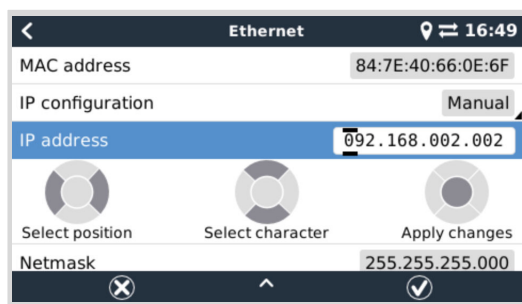 Ethernet 16:49
MAC address 84:7E:40:66:0E:6F
IP configuration Manual
IP address 092.168.002.002
Select position Select character Apply changes
Netmask 255.255.255.000